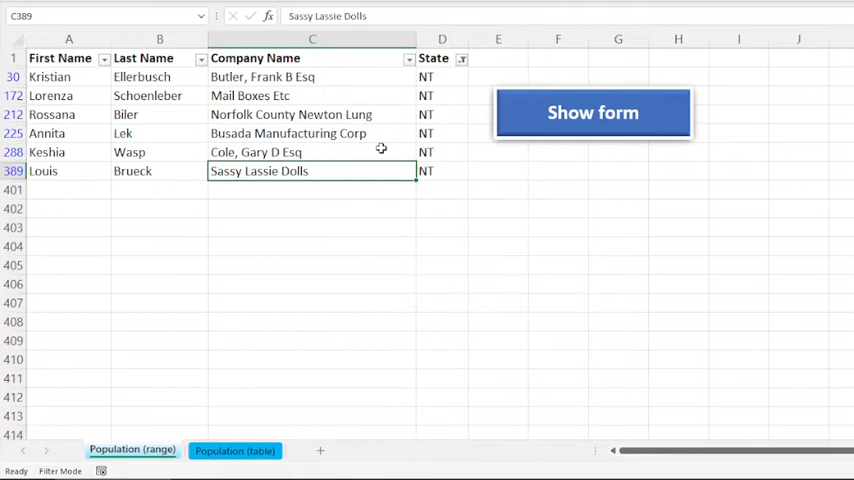 C389 fx Sassy Lassie Dolls
A B C D E F G H I J
1 First Name Last Name Company Name State
30 Kristian Ellerbusch Butler, Frank B Esq NT
172 Lorenza Schoenleber Mail Boxes Etc NT
212 Rossana Biler Norfolk County Newton Lung NT
225 Annita Lek Busada Manufacturing Corp NT
288 Keshia Wasp Cole, Gary D Esq NT
389 Louis Brueck Sassy Lassie Dolls NT
Show form
401
402
403
404
405
406
407
408
409
410
411
412
413
414
Population (range) Population (table)
Ready Filter Mode